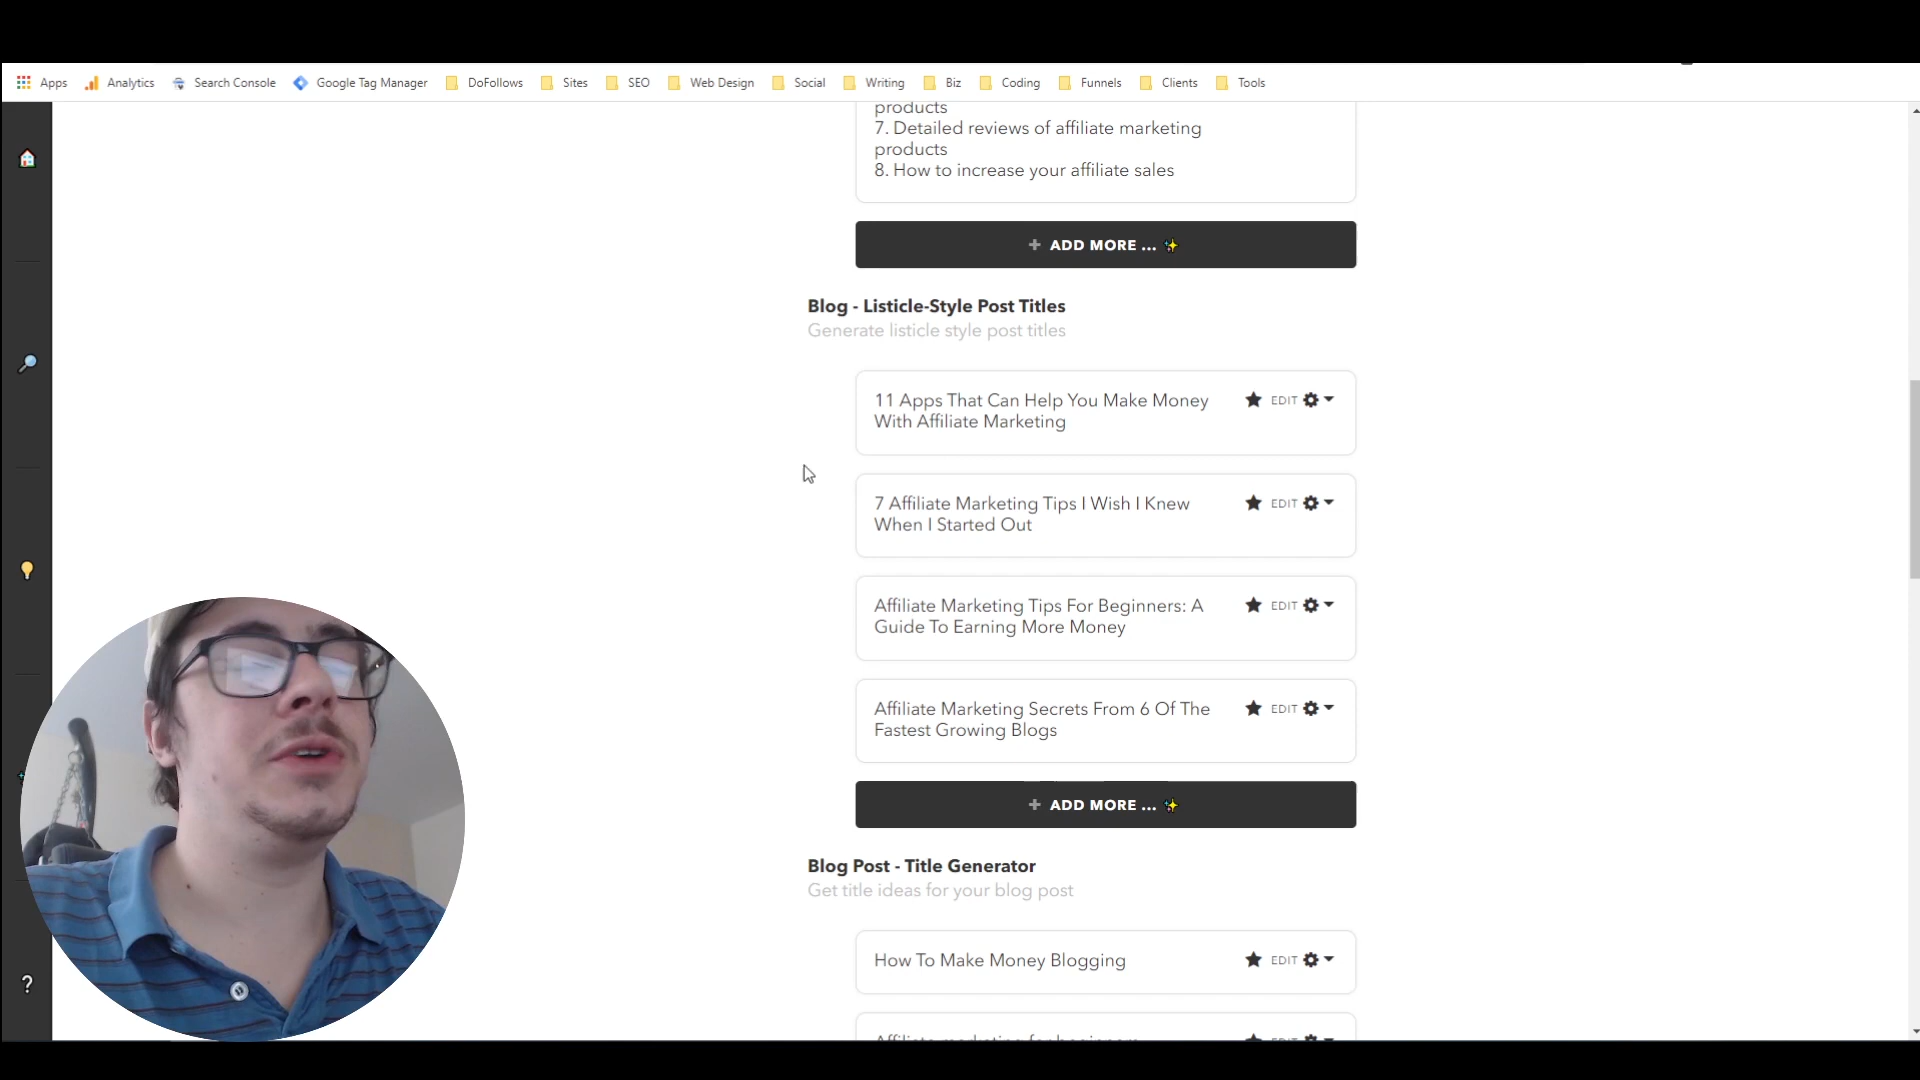 Apps Analytics Search Console Google Tag Manager DoFollows Sites SEO Web Design Social Writing Biz Coding Funnels Clients Tools
products
7. Detailed reviews of affiliate marketing
products
8. How to increase your affiliate sales
+ ADD MORE ...
Blog - Listicle-Style Post Titles
Generate listicle style post titles
11 Apps That Can Help You Make Money
With Affiliate Marketing
EDIT
7 Affiliate Marketing Tips I Wish I Knew
When I Started Out
EDIT
Affiliate Marketing Tips For Beginners: A
Guide To Earning More Money
EDIT
Affiliate Marketing Secrets From 6 Of The
Fastest Growing Blogs
EDIT
+ ADD MORE ...
Blog Post - Title Generator
Get title ideas for your blog post
How To Make Money Blogging
EDIT
Affiliate marketing for beginners
EDIT
?